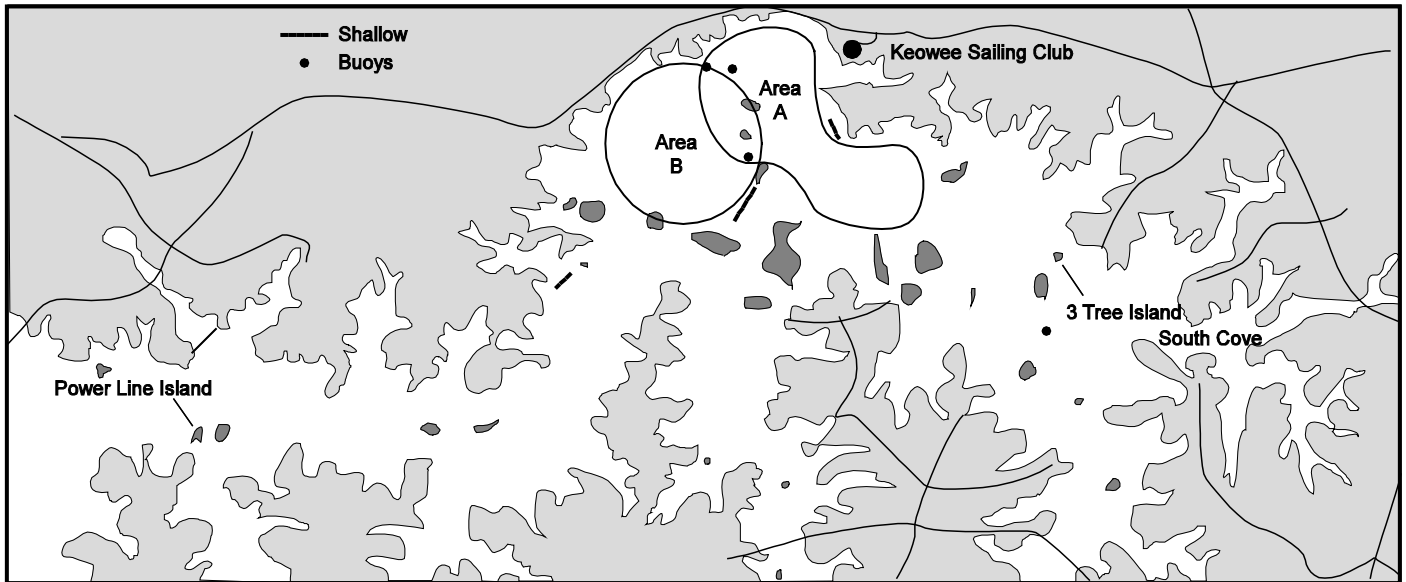 Shallow
Buoys
Keowee Sailing Club
Area
A
Area
B
3 Tree Island
South Cove
Power Line Island